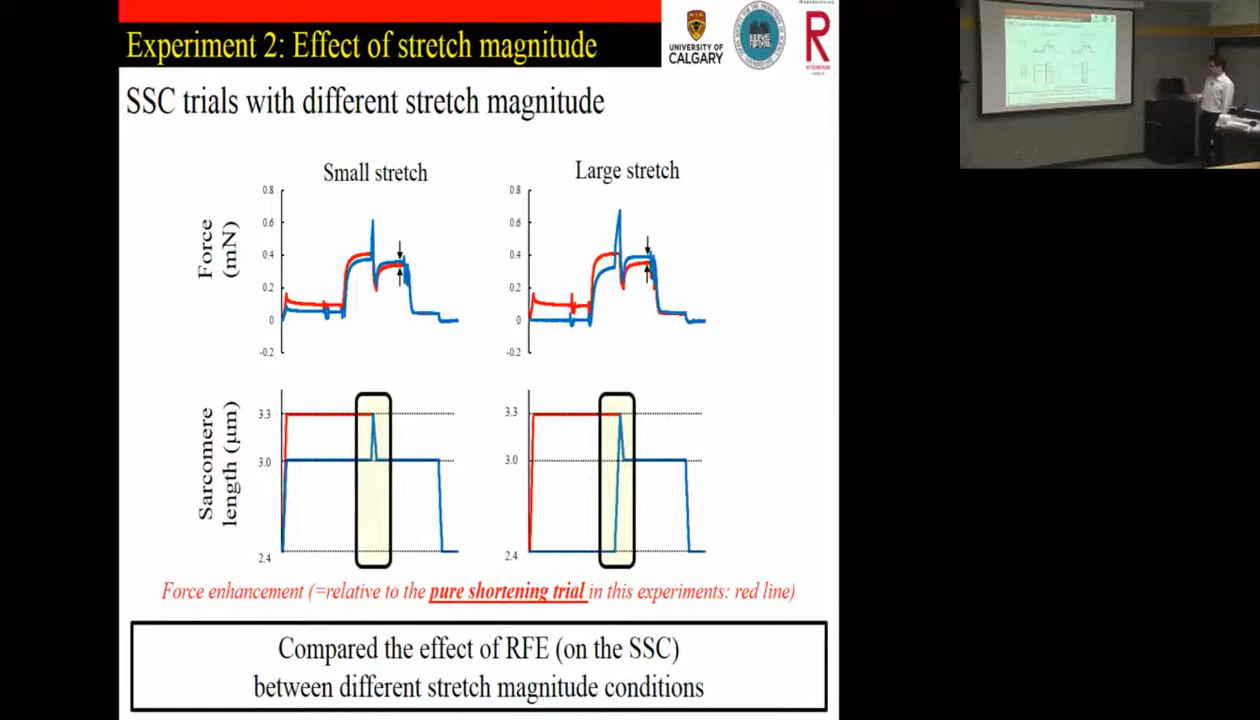 Experiment 2: Effect of stretch magnitude
UNIVERSITY OF
CALGARY
R
SSC trials with different stretch magnitude
Small stretch
Large stretch
Force
(mN)
0.8
0.6
0.4
0.2
0
-0.2
0.8
0.6
0.4
0.2
0
-0.2
Sarcomere
length (μm)
3.3
3.0
2.4
3.3
3.0
2.4
Force enhancement (=relative to the pure shortening trial in this experiments: red line)
Compared the effect of RFE (on the SSC)
between different stretch magnitude conditions